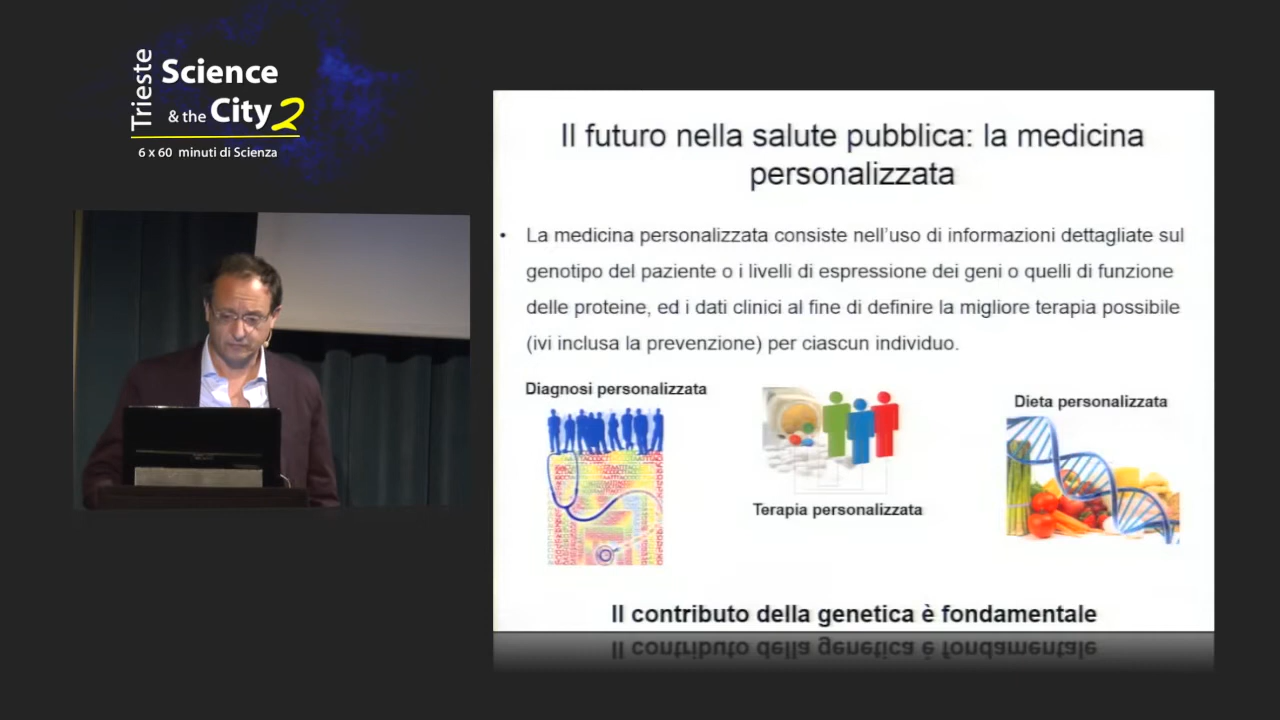 Trieste
Science
& the City 2
6 x 60 minuti di Scienza
Il futuro nella salute pubblica: la medicina
personalizzata
• La medicina personalizzata consiste nell'uso di informazioni dettagliate sul
genotipo del paziente o i livelli di espressione dei geni o quelli di funzione
delle proteine, ed i dati clinici al fine di definire la migliore terapia possibile
(ivi inclusa la prevenzione) per ciascun individuo.
Diagnosi personalizzata
Terapia personalizzata
Dieta personalizzata
Il contributo della genetica è fondamentale